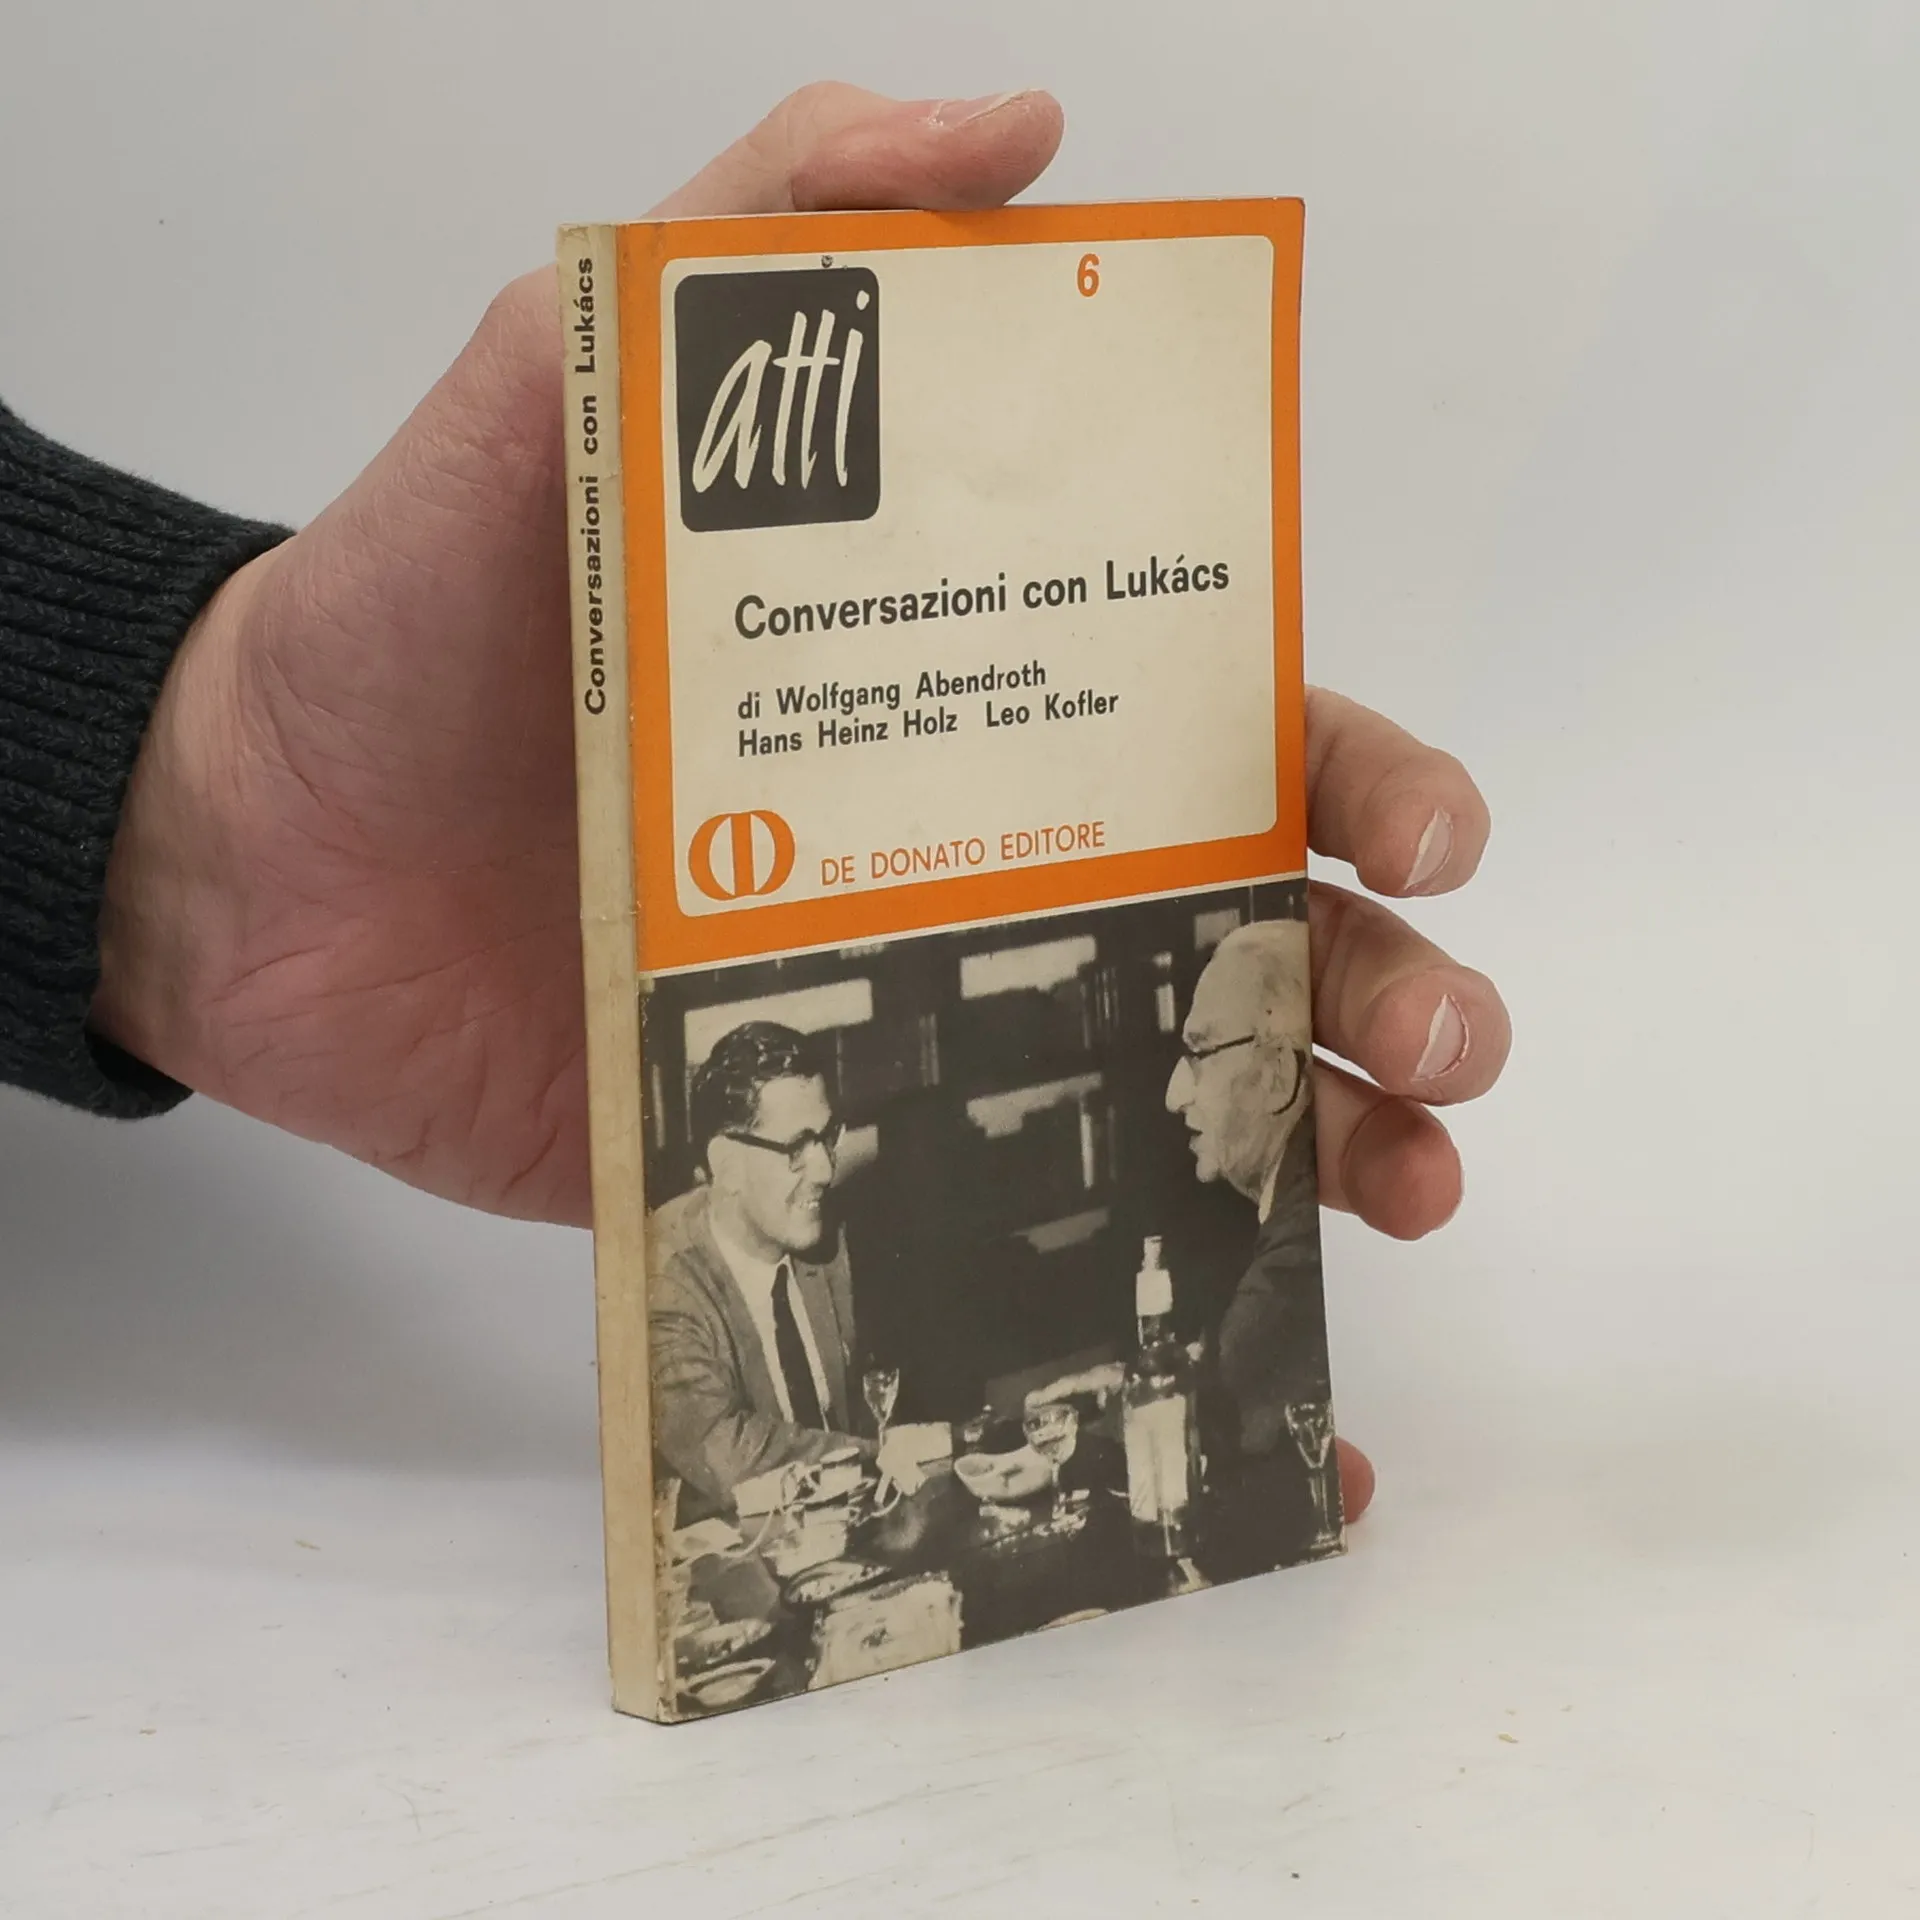 Conversazioni con Lukács
atti
6
Conversazioni con Lukács
di Wolfgang Abendroth
Hans Heinz Holz Leo Kofler
DE DONATO EDITORE